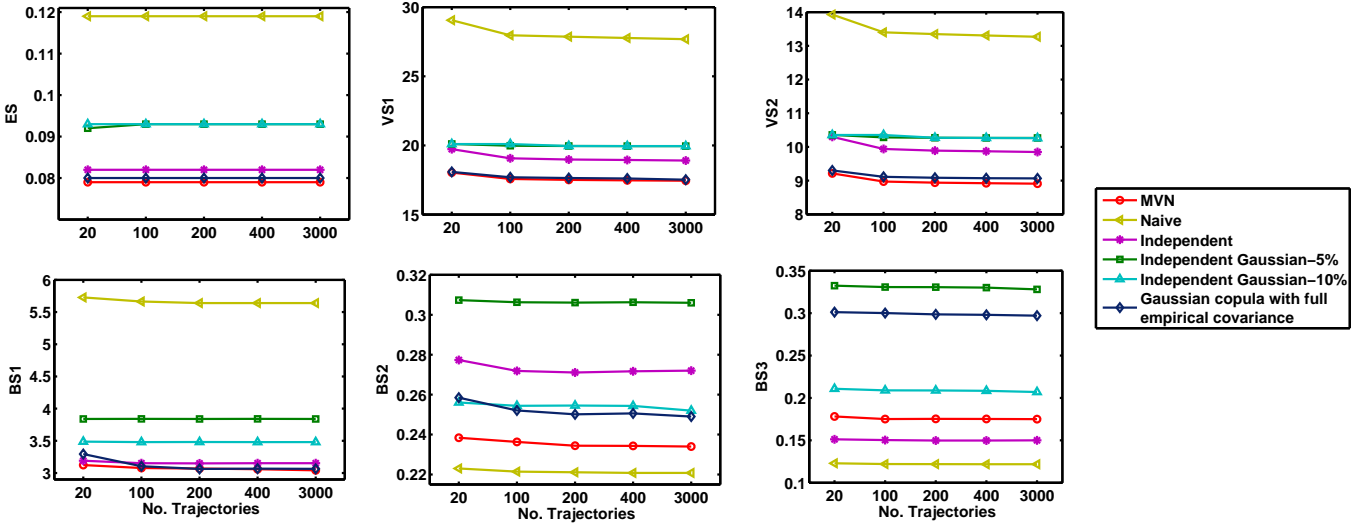 0.12
0.11
0.1
0.09
0.08
ES
20 100 200 400 3000
30
25
20
15
VS1
20 100 200 400 3000
14
13
12
11
10
9
8
VS2
20 100 200 400 3000
6
5.5
5
4.5
4
3.5
3
BS1
20 100 200 400 3000
No. Trajectories
0.32
0.3
0.28
0.26
0.24
0.22
BS2
20 100 200 400 3000
No. Trajectories
0.35
0.3
0.25
0.2
0.15
0.1
BS3
20 100 200 400 3000
No. Trajectories
MVN
Naive
Independent
Independent Gaussian−5%
Independent Gaussian−10%
Gaussian copula with full
empirical covariance